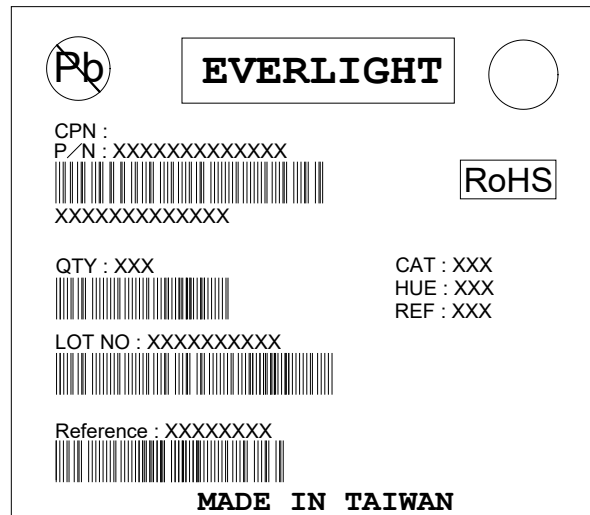 Pb
EVERLIGHT
CPN :
P/N : XXXXXXXXXXXXX
RoHS
XXXXXXXXXXXXX
QTY : XXX
CAT : XXX
HUE : XXX
REF : XXX
LOT NO : XXXXXXXXXX
Reference : XXXXXXXX
MADE IN TAIWAN